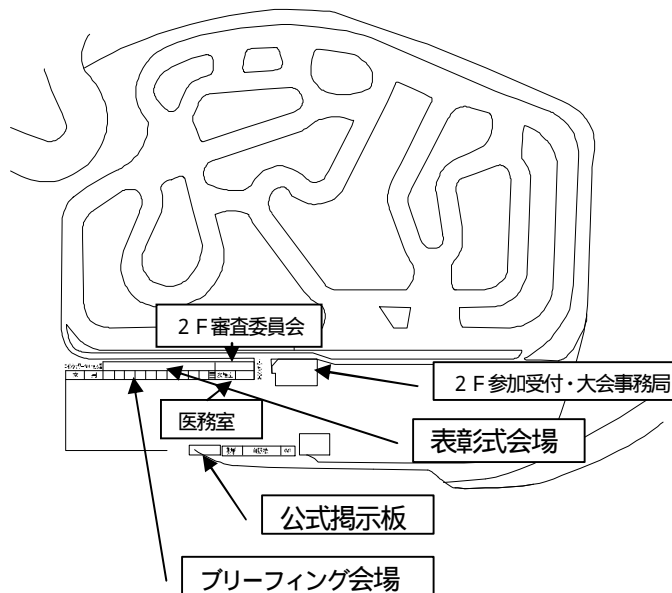 ２Ｆ審査委員会
２Ｆ参加受付・大会事務局
医務室
表彰式会場
公式掲示板
ブリーフィング会場